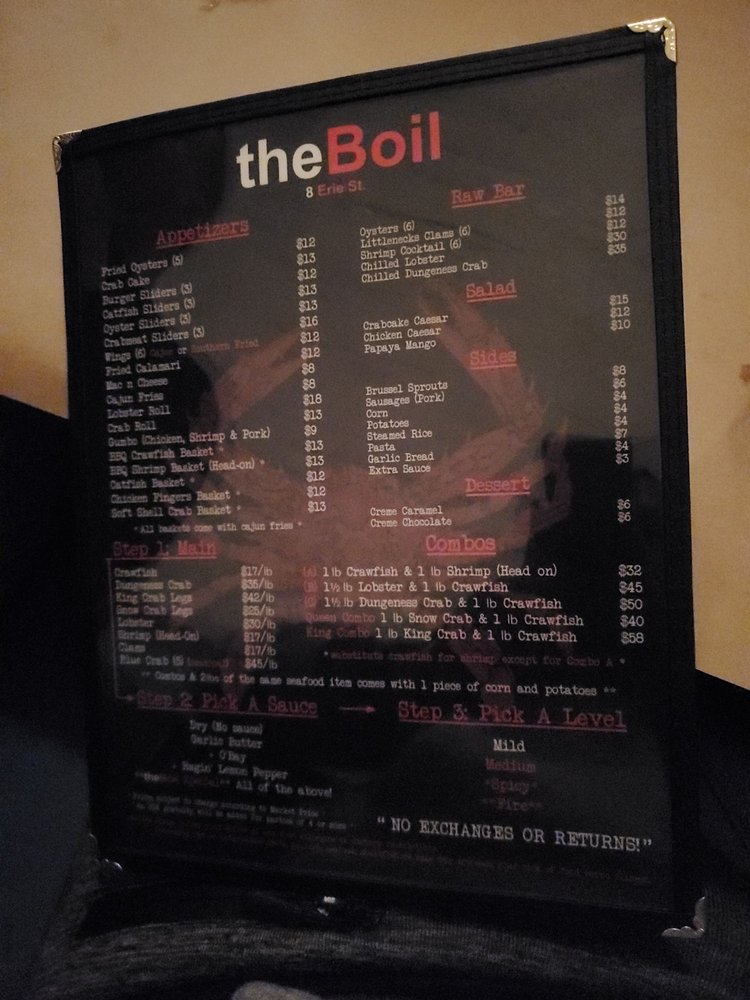 theBoil
8 Erie St.
Appetizers
Fried Oysters (5) $12
Crab Cake $13
Burger Sliders (3) $12
Catfish Sliders (3) $13
Oyster Sliders (3) $13
Crabmeat Sliders (3) $16
Wings (6) Cajun or Southern Fried $12
Fried Calamari $12
Mac n Cheese $8
Cajun Fries $8
Lobster Roll $18
Crab Roll $13
Gumbo (Chicken, Shrimp & Pork) $9
BBQ Crawfish Basket * $13
BBQ Shrimp Basket (Head-on) * $13
Catfish Basket * $12
Chicken Fingers Basket * $12
Soft Shell Crab Basket * $13
*All baskets come with cajun fries *
Raw Bar
Oysters (6) $14
Littlenecks Clams (6) $12
Shrimp Cocktail (6) $12
Chilled Lobster $30
Chilled Dungeness Crab $35
Salad
Crabcake Caesar $15
Chicken Caesar $12
Papaya Mango $10
Sides
Brussel Sprouts $8
Sausages (Pork) $6
Corn $4
Potatoes $4
Steamed Rice $4
Pasta $7
Garlic Bread $4
Extra Sauce $3
Dessert
Creme Caramel $6
Creme Chocolate $6
Step 1: Main
Crawfish $17/lb
Dungeness Crab $35/lb
King Crab Legs $42/lb
Snow Crab Legs $25/lb
Lobster $30/lb
Shrimp (Head-On) $17/lb
Clams $17/lb
Blue Crab (5) $45/lb
Combos
(A) 1 lb Crawfish & 1 lb Shrimp (Head on) $32
(B) 1½ lb Lobster & 1 lb Crawfish $45
(C) 1½ lb Dungeness Crab & 1 lb Crawfish $50
Queen Combo 1 lb Snow Crab & 1 lb Crawfish $40
King Combo 1 lb King Crab & 1 lb Crawfish $58
*substitute crawfish for shrimp except for Combo A *
** Combos & 2lbs of the same seafood item comes with 1 piece of corn and potatoes **
Step 2: Pick A Sauce
Dry (No sauce)
Garlic Butter
O'Bay
Ragin' Lemon Pepper
All of the above!
Step 3: Pick A Level
Mild
Medium
*Spicy*
**Fire**
" NO EXCHANGES OR RETURNS!"